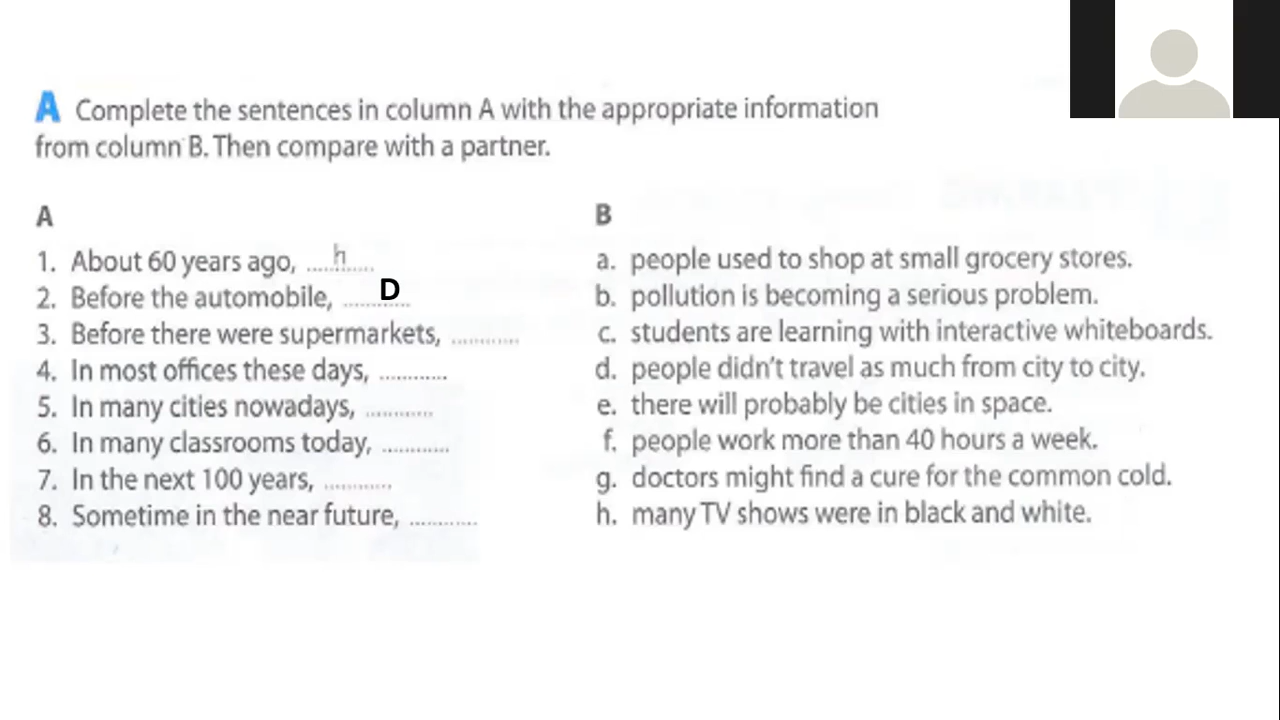 A Complete the sentences in column A with the appropriate information
from column B. Then compare with a partner.
A
1. About 60 years ago, ....h....
2. Before the automobile, ....D....
3. Before there were supermarkets, ............
4. In most offices these days, ............
5. In many cities nowadays, ............
6. In many classrooms today, ............
7. In the next 100 years, ............
8. Sometime in the near future, ............
B
a. people used to shop at small grocery stores.
b. pollution is becoming a serious problem.
c. students are learning with interactive whiteboards.
d. people didn't travel as much from city to city.
e. there will probably be cities in space.
f. people work more than 40 hours a week.
g. doctors might find a cure for the common cold.
h. many TV shows were in black and white.